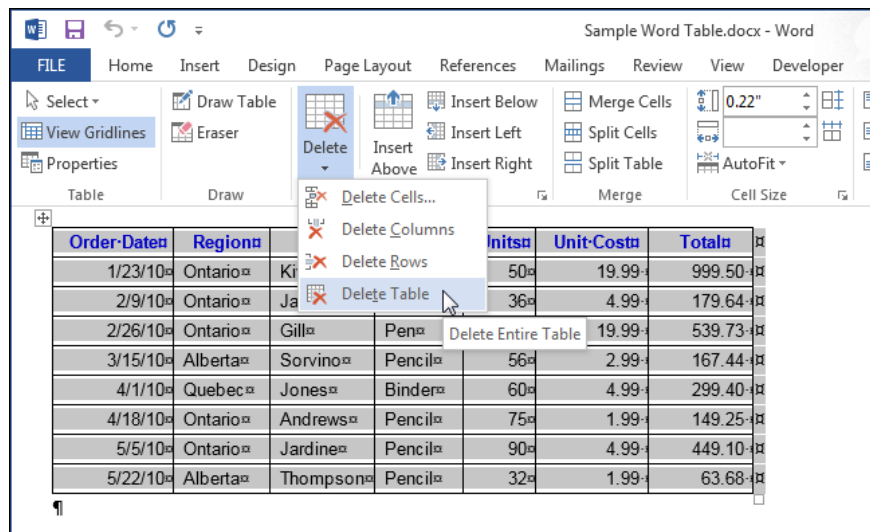 Sample Word Table.docx - Word
FILE Home Insert Design Page Layout References Mailings Review View Developer
Select
View Gridlines
Properties
Table
Draw Table
Eraser
Draw
Delete
Insert Above
Insert Below
Insert Left
Insert Right
Merge Cells
Split Cells
Split Table
Merge
0.22"
AutoFit
Cell Size
Delete Cells...
Delete Columns
Delete Rows
Delete Table
Delete Entire Table
Order·Date¤ Region¤ Unit·Cost¤ Total¤ ¤
1/23/10¤ Ontario¤ 50¤ 19.99·¤ 999.50·¤
2/9/10¤ Ontario¤ 36¤ 4.99·¤ 179.64·¤
2/26/10¤ Ontario¤ Gill¤ Pen¤ 19.99·¤ 539.73·¤
3/15/10¤ Alberta¤ Sorvino¤ Pencil¤ 56¤ 2.99·¤ 167.44·¤
4/1/10¤ Quebec¤ Jones¤ Binder¤ 60¤ 4.99·¤ 299.40·¤
4/18/10¤ Ontario¤ Andrews¤ Pencil¤ 75¤ 1.99·¤ 149.25·¤
5/5/10¤ Ontario¤ Jardine¤ Pencil¤ 90¤ 4.99·¤ 449.10·¤
5/22/10¤ Alberta¤ Thompson¤ Pencil¤ 32¤ 1.99·¤ 63.68·¤
¶